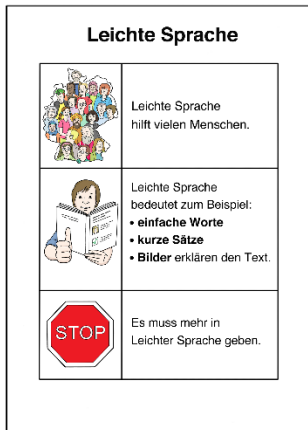 Leichte Sprache
Leichte Sprache
hilft vielen Menschen.
Leichte Sprache
bedeutet zum Beispiel:
• einfache Worte
• kurze Sätze
• Bilder erklären den Text.
STOP
Es muss mehr in
Leichter Sprache geben.